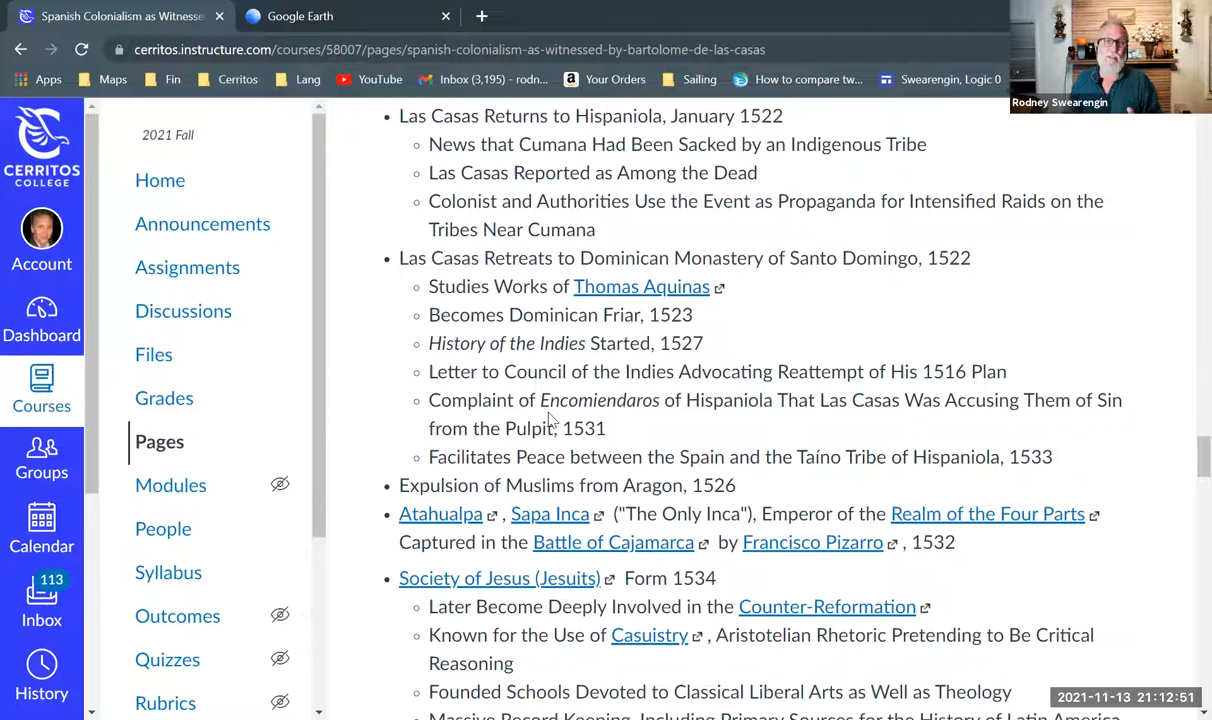 Spanish Colonialism as Witnesse
Google Earth
cerritos.instructure.com/courses/58007/pages/spanish-colonialism-as-witnessed-by-bartolome-de-las-casas
Apps
Maps
Fin
Cerritos
Lang
YouTube
Inbox (3,195) - rodn...
Your Orders
Sailing
How to compare tw...
Swearengin, Logic 0
Rodney Swearengin
CERRITOS
COLLEGE
Account
Dashboard
Courses
Groups
Calendar
113
Inbox
History
2021 Fall
Home
Announcements
Assignments
Discussions
Files
Grades
Pages
Modules
People
Syllabus
Outcomes
Quizzes
Rubrics
Las Casas Returns to Hispaniola, January 1522
News that Cumana Had Been Sacked by an Indigenous Tribe
Las Casas Reported as Among the Dead
Colonist and Authorities Use the Event as Propaganda for Intensified Raids on the
Tribes Near Cumana
Las Casas Retreats to Dominican Monastery of Santo Domingo, 1522
Studies Works of Thomas Aquinas
Becomes Dominican Friar, 1523
History of the Indies Started, 1527
Letter to Council of the Indies Advocating Reattempt of His 1516 Plan
Complaint of Encomiendaros of Hispaniola That Las Casas Was Accusing Them of Sin
from the Pulpit, 1531
Facilitates Peace between the Spain and the Taíno Tribe of Hispaniola, 1533
Expulsion of Muslims from Aragon, 1526
Atahualpa , Sapa Inca ("The Only Inca"), Emperor of the Realm of the Four Parts
Captured in the Battle of Cajamarca by Francisco Pizarro , 1532
Society of Jesus (Jesuits) Form 1534
Later Become Deeply Involved in the Counter-Reformation
Known for the Use of Casuistry , Aristotelian Rhetoric Pretending to Be Critical
Reasoning
Founded Schools Devoted to Classical Liberal Arts as Well as Theology
Massive Record Keeping, Including Primary Sources for the History of Latin America
2021-11-13 21:12:51